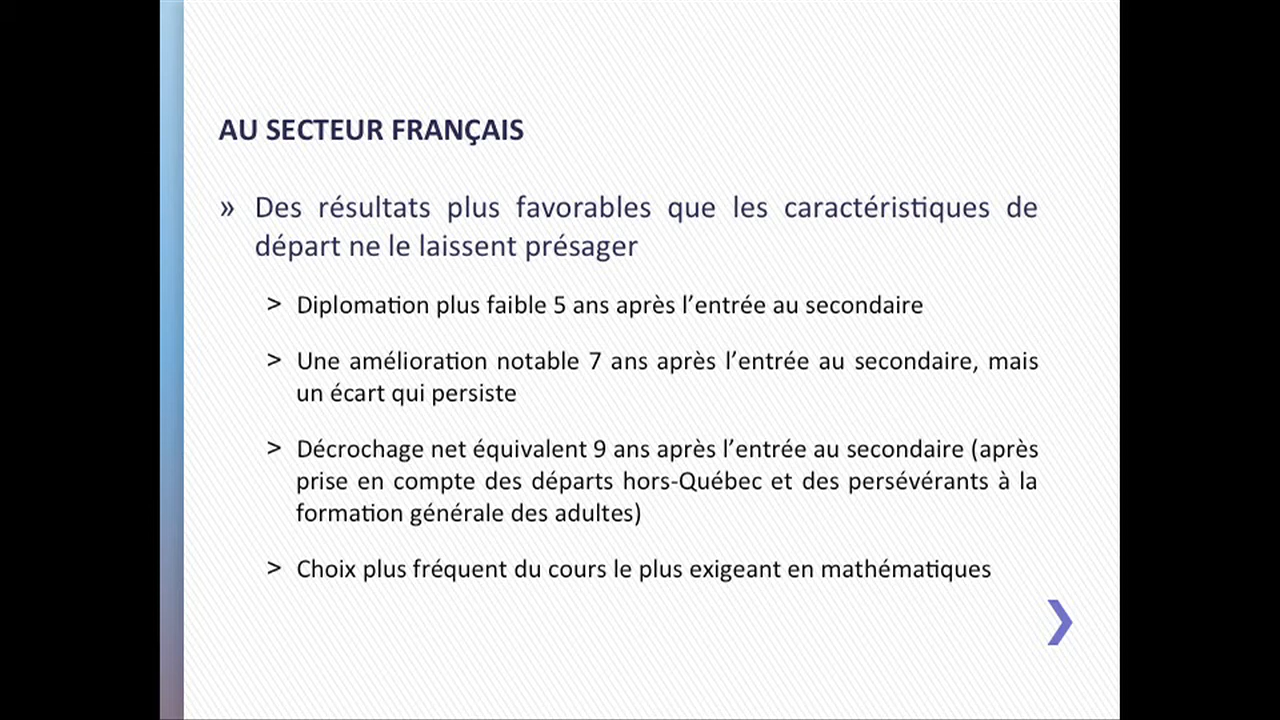 AU SECTEUR FRANÇAIS
» Des résultats plus favorables que les caractéristiques de
départ ne le laissent présager
> Diplomation plus faible 5 ans après l’entrée au secondaire
> Une amélioration notable 7 ans après l’entrée au secondaire, mais
un écart qui persiste
> Décrochage net équivalent 9 ans après l’entrée au secondaire (après
prise en compte des départs hors-Québec et des persévérants à la
formation générale des adultes)
> Choix plus fréquent du cours le plus exigeant en mathématiques